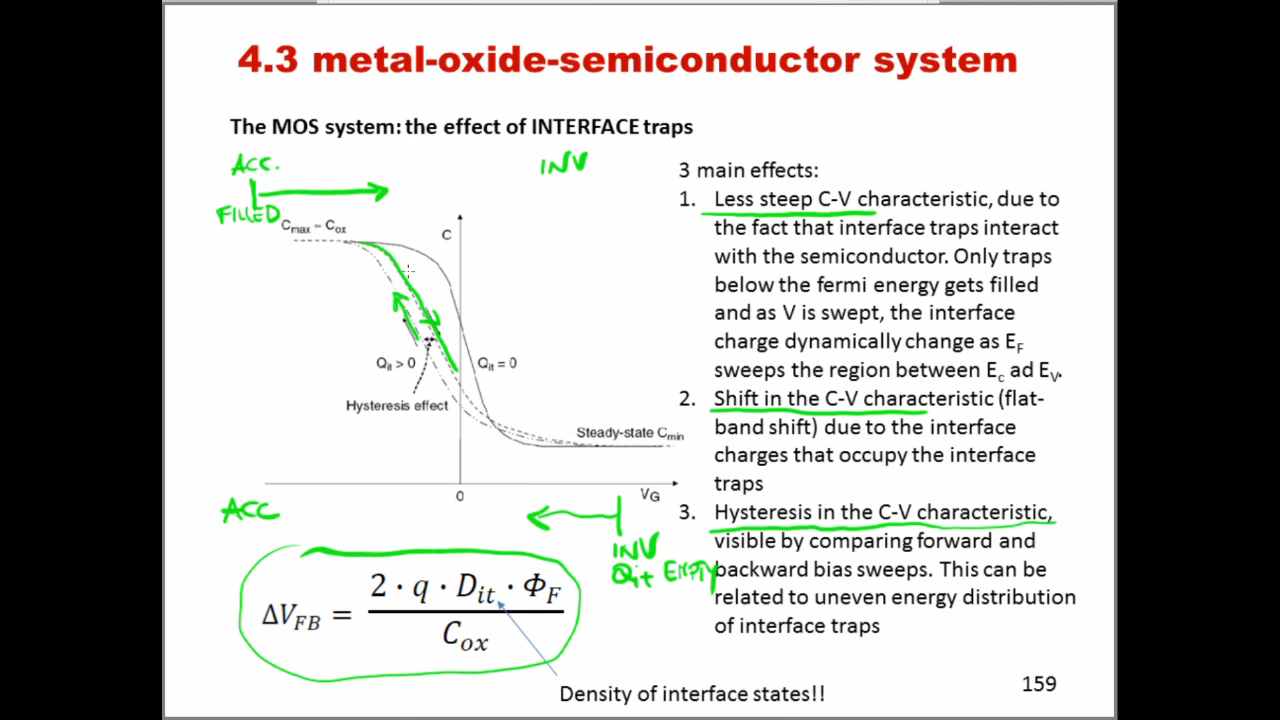 4.3 metal-oxide-semiconductor system
The MOS system: the effect of INTERFACE traps
ACC.
INV
FILLED
Cmax ~ Cox
C
Qit > 0
Qit = 0
Hysteresis effect
Steady-state Cmin
0
VG
ACC
INV
Qit EMPTY
ΔVFB = 2 · q · Dit · ΦF / Cox
3 main effects:
1. Less steep C-V characteristic, due to
the fact that interface traps interact
with the semiconductor. Only traps
below the fermi energy gets filled
and as V is swept, the interface
charge dynamically change as EF
sweeps the region between Ec ad EV.
2. Shift in the C-V characteristic (flat-
band shift) due to the interface
charges that occupy the interface
traps
3. Hysteresis in the C-V characteristic,
visible by comparing forward and
backward bias sweeps. This can be
related to uneven energy distribution
of interface traps
Density of interface states!!
159